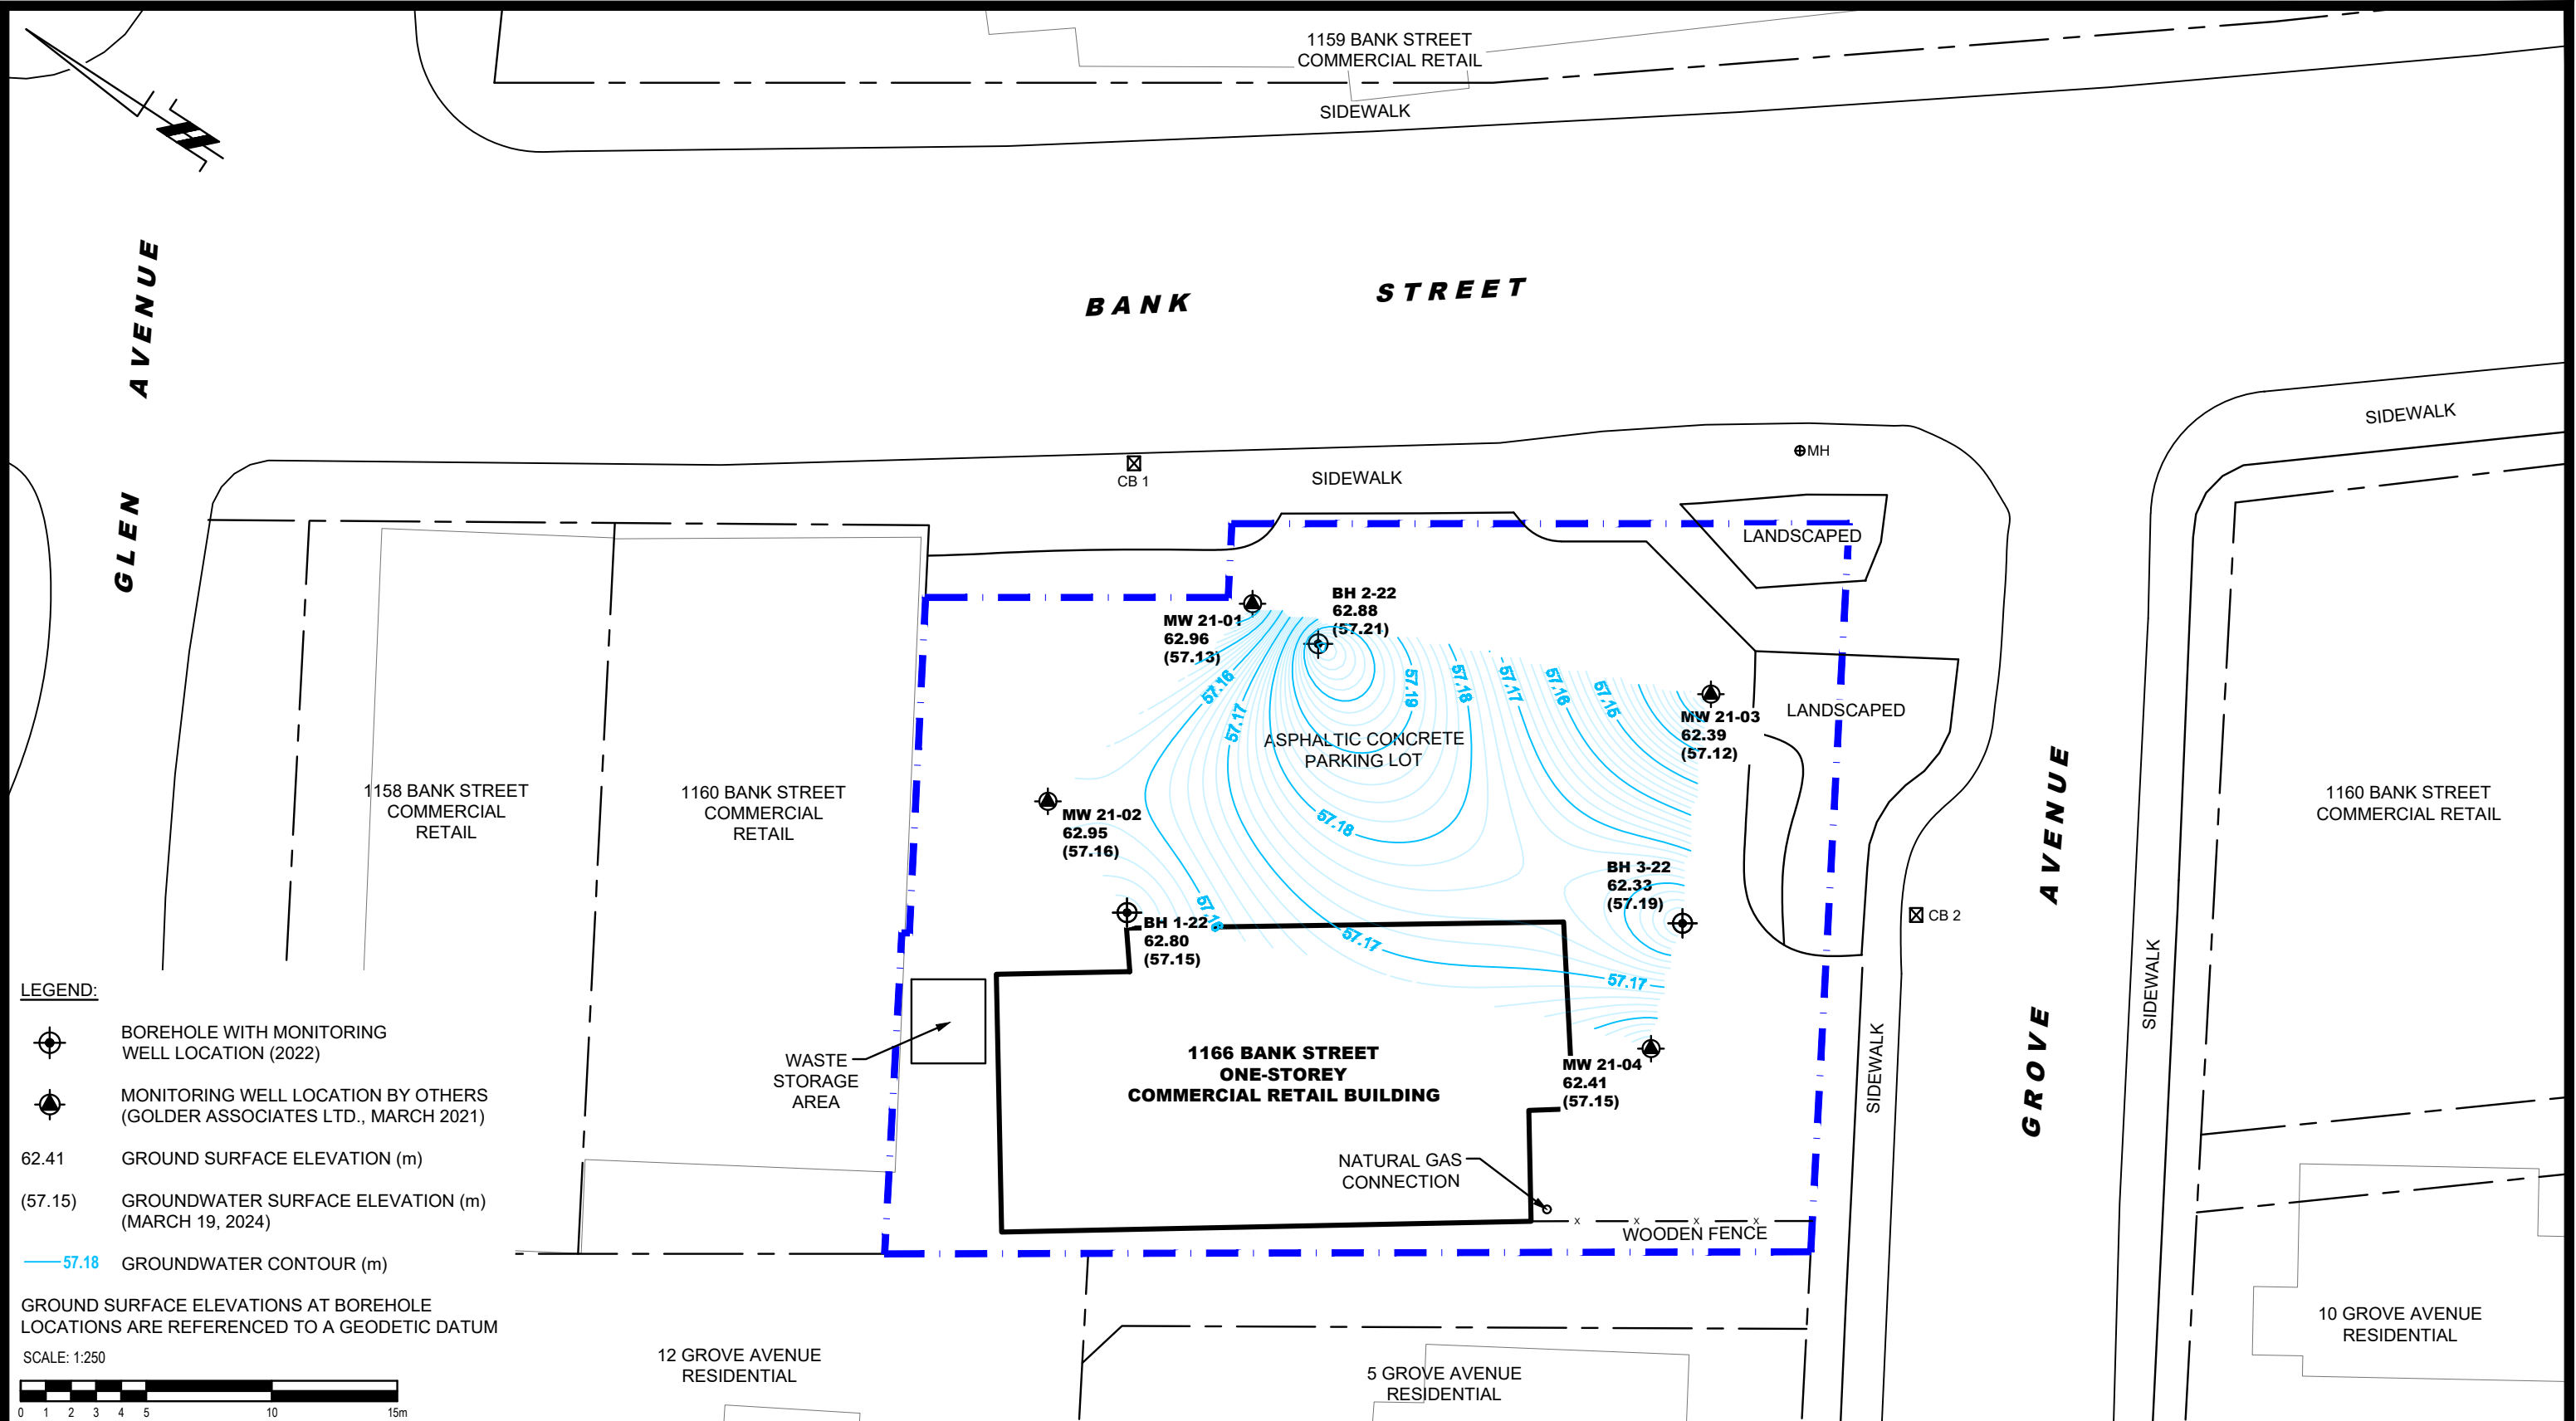 1159 BANK STREET
COMMERCIAL RETAIL
SIDEWALK
GLEN AVENUE
BANK STREET
SIDEWALK
MH
CB 1
SIDEWALK
LANDSCAPED
BH 2-22
62.88
(57.21)
MW 21-01
62.96
(57.13)
57.16
57.17
57.19
57.18
57.17
57.16
57.15
MW 21-03
62.39
(57.12)
LANDSCAPED
ASPHALTIC CONCRETE
PARKING LOT
1158 BANK STREET
COMMERCIAL
RETAIL
1160 BANK STREET
COMMERCIAL
RETAIL
MW 21-02
62.95
(57.16)
57.18
BH 3-22
62.33
(57.19)
1160 BANK STREET
COMMERCIAL RETAIL
GROVE AVENUE
CB 2
BH 1-22
62.80
(57.15)
57.16
57.17
57.17
SIDEWALK
SIDEWALK
WASTE
STORAGE
AREA
1166 BANK STREET
ONE-STOREY
COMMERCIAL RETAIL BUILDING
MW 21-04
62.41
(57.15)
NATURAL GAS
CONNECTION
x x x x
WOODEN FENCE
LEGEND:
BOREHOLE WITH MONITORING
WELL LOCATION (2022)
MONITORING WELL LOCATION BY OTHERS
(GOLDER ASSOCIATES LTD., MARCH 2021)
62.41 GROUND SURFACE ELEVATION (m)
(57.15) GROUNDWATER SURFACE ELEVATION (m)
(MARCH 19, 2024)
57.18 GROUNDWATER CONTOUR (m)
GROUND SURFACE ELEVATIONS AT BOREHOLE
LOCATIONS ARE REFERENCED TO A GEODETIC DATUM
SCALE: 1:250
0 1 2 3 4 5 10 15m
12 GROVE AVENUE
RESIDENTIAL
5 GROVE AVENUE
RESIDENTIAL
10 GROVE AVENUE
RESIDENTIAL